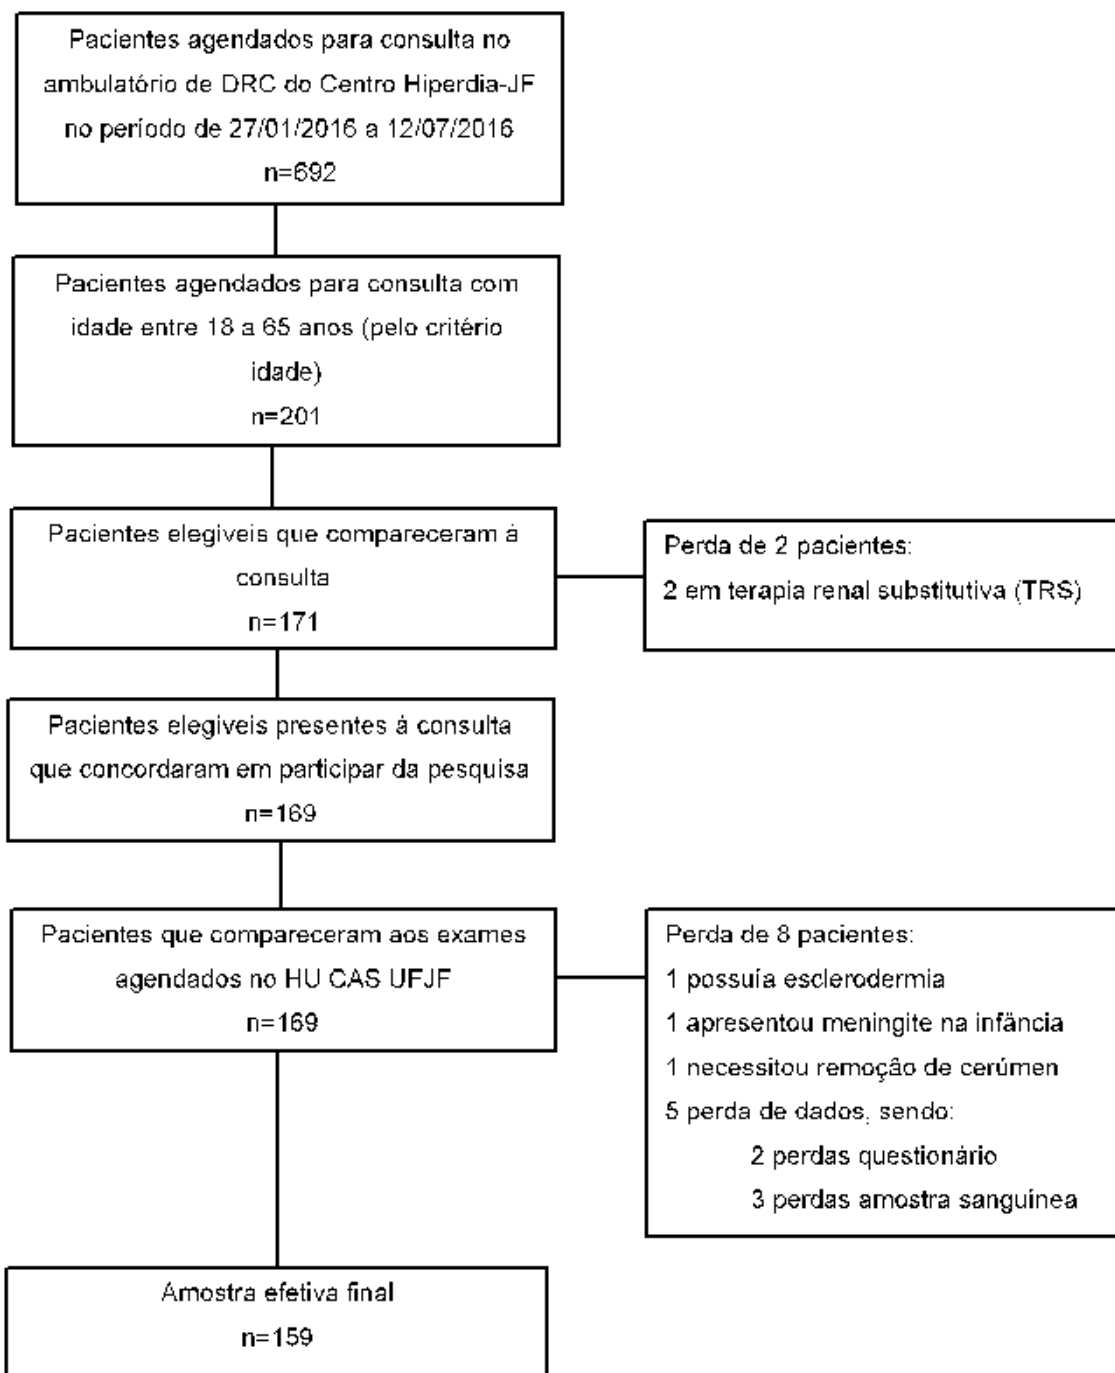 Pacientes agendados para consulta no
ambulatório de DRC do Centro Hiperdia-JF
no período de 27/01/2016 a 12/07/2016
n=692
Pacientes agendados para consulta com
idade entre 18 a 65 anos (pelo critério
idade)
n=201
Pacientes elegiveis que compareceram á
consulta
n=171
Perda de 2 pacientes:
2 em terapia renal substitutiva (TRS)
Pacientes elegiveis presentes á consulta
que concordaram em participar da pesquisa
n=169
Pacientes que compareceram aos exames
agendados no HU CAS UFJF
n=169
Perda de 8 pacientes:
1 possuía esclerodermia
1 apresentou meningite na infância
1 necessitou remoção de cerúmen
5 perda de dados, sendo:
2 perdas questionário
3 perdas amostra sanguínea
Amostra efetiva final
n=159